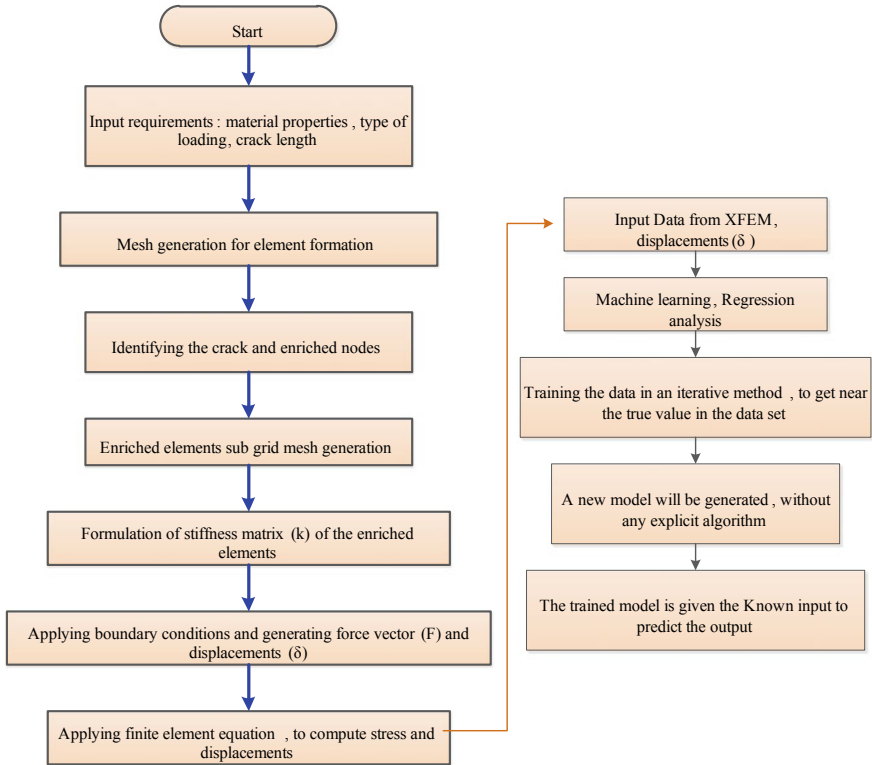 Start
Input requirements : material properties , type of
loading, crack length
Mesh generation for element formation
Identifying the crack and enriched nodes
Enriched elements sub grid mesh generation
Formulation of stiffness matrix (k) of the enriched
elements
Applying boundary conditions and generating force vector (F) and
displacements (δ)
Applying finite element equation , to compute stress and
displacements
Input Data from XFEM ,
displacements (δ )
Machine learning , Regression
analysis
Training the data in an iterative method , to get near
the true value in the data set
A new model will be generated , without
any explicit algorithm
The trained model is given the Known input to
predict the output